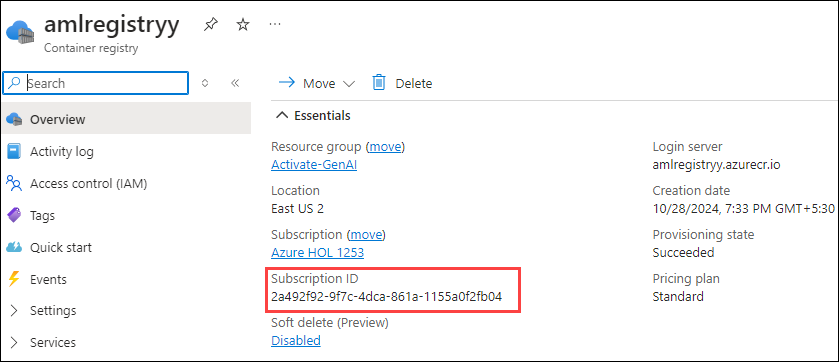 amlregistryy
Container registry
Search
Overview
Activity log
Access control (IAM)
Tags
Quick start
Events
Settings
Services
Move
Delete
Essentials
Resource group (move)
Activate-GenAI
Location
East US 2
Subscription (move)
Azure HOL 1253
Subscription ID
2a492f92-9f7c-4dca-861a-1155a0f2fb04
Soft delete (Preview)
Disabled
Login server
amlregistryy.azurecr.io
Creation date
10/28/2024, 7:33 PM GMT+5:30
Provisioning state
Succeeded
Pricing plan
Standard